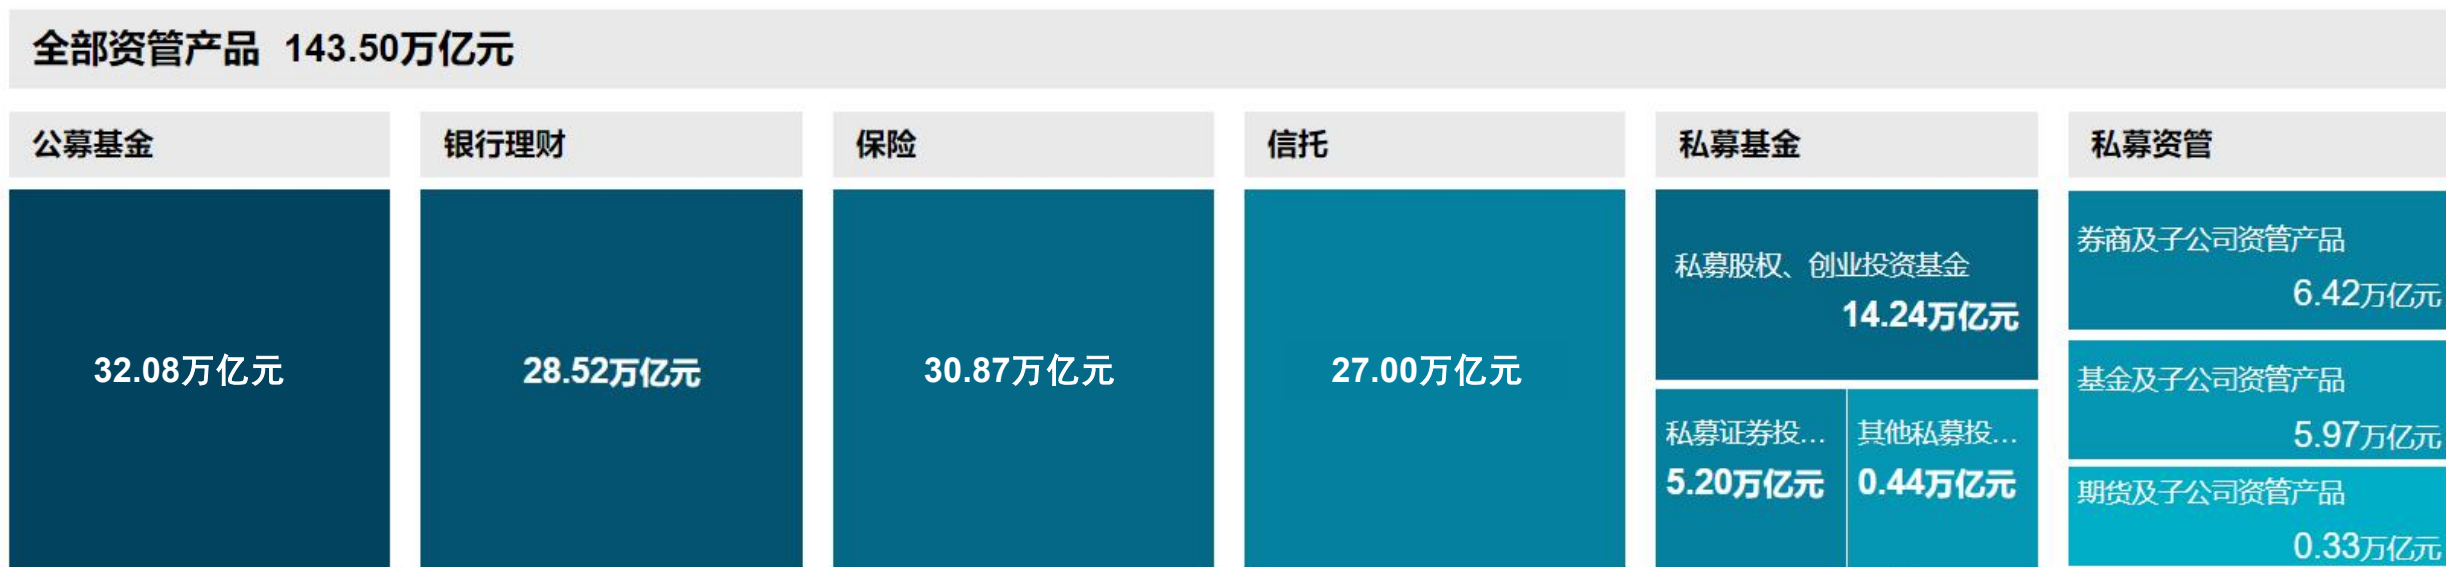 全部资管产品 143.50万亿元
公募基金
32.08万亿元
银行理财
28.52万亿元
保险
30.87万亿元
信托
27.00万亿元
私募基金
私募股权、创业投资基金
14.24万亿元
私募证券投...
5.20万亿元
其他私募投...
0.44万亿元
私募资管
券商及子公司资管产品
6.42万亿元
基金及子公司资管产品
5.97万亿元
期货及子公司资管产品
0.33万亿元